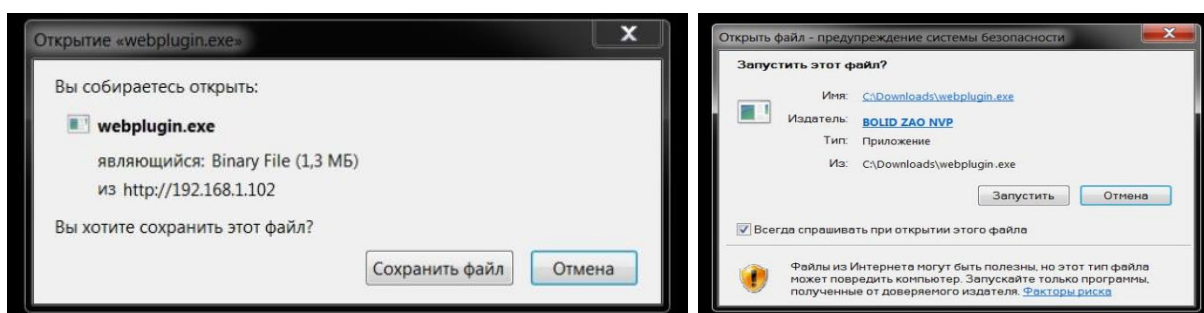 Открытие «webplugin.exe»
Вы собираетесь открыть:
webplugin.exe
являющийся: Binary File (1,3 МБ)
из http://192.168.1.102
Вы хотите сохранить этот файл?
Сохранить файл
Отмена
Открыть файл - предупреждение системы безопасности
Запустить этот файл?
Имя: C:\Downloads\webplugin.exe
Издатель: BOLID ZAO NVP
Тип: Приложение
Из: C:\Downloads\webplugin.exe
Запустить
Отмена
Всегда спрашивать при открытии этого файла
Файлы из Интернета могут быть полезны, но этот тип файла
может повредить компьютер. Запускайте только программы,
полученные от доверяемого издателя. Факторы риска